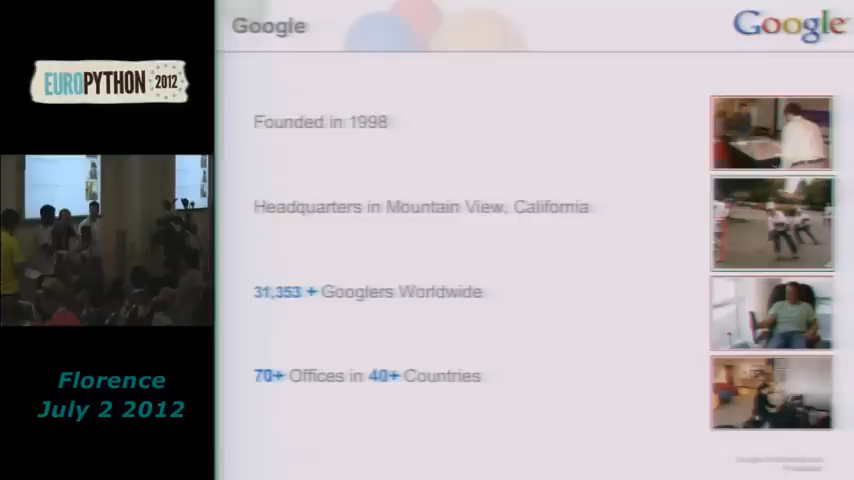 EUROPYTHON 2012
Florence
July 2 2012
Google
Google
Founded in 1998
Headquarters in Mountain View, California
31,353 + Googlers Worldwide
70+ Offices in 40+ Countries